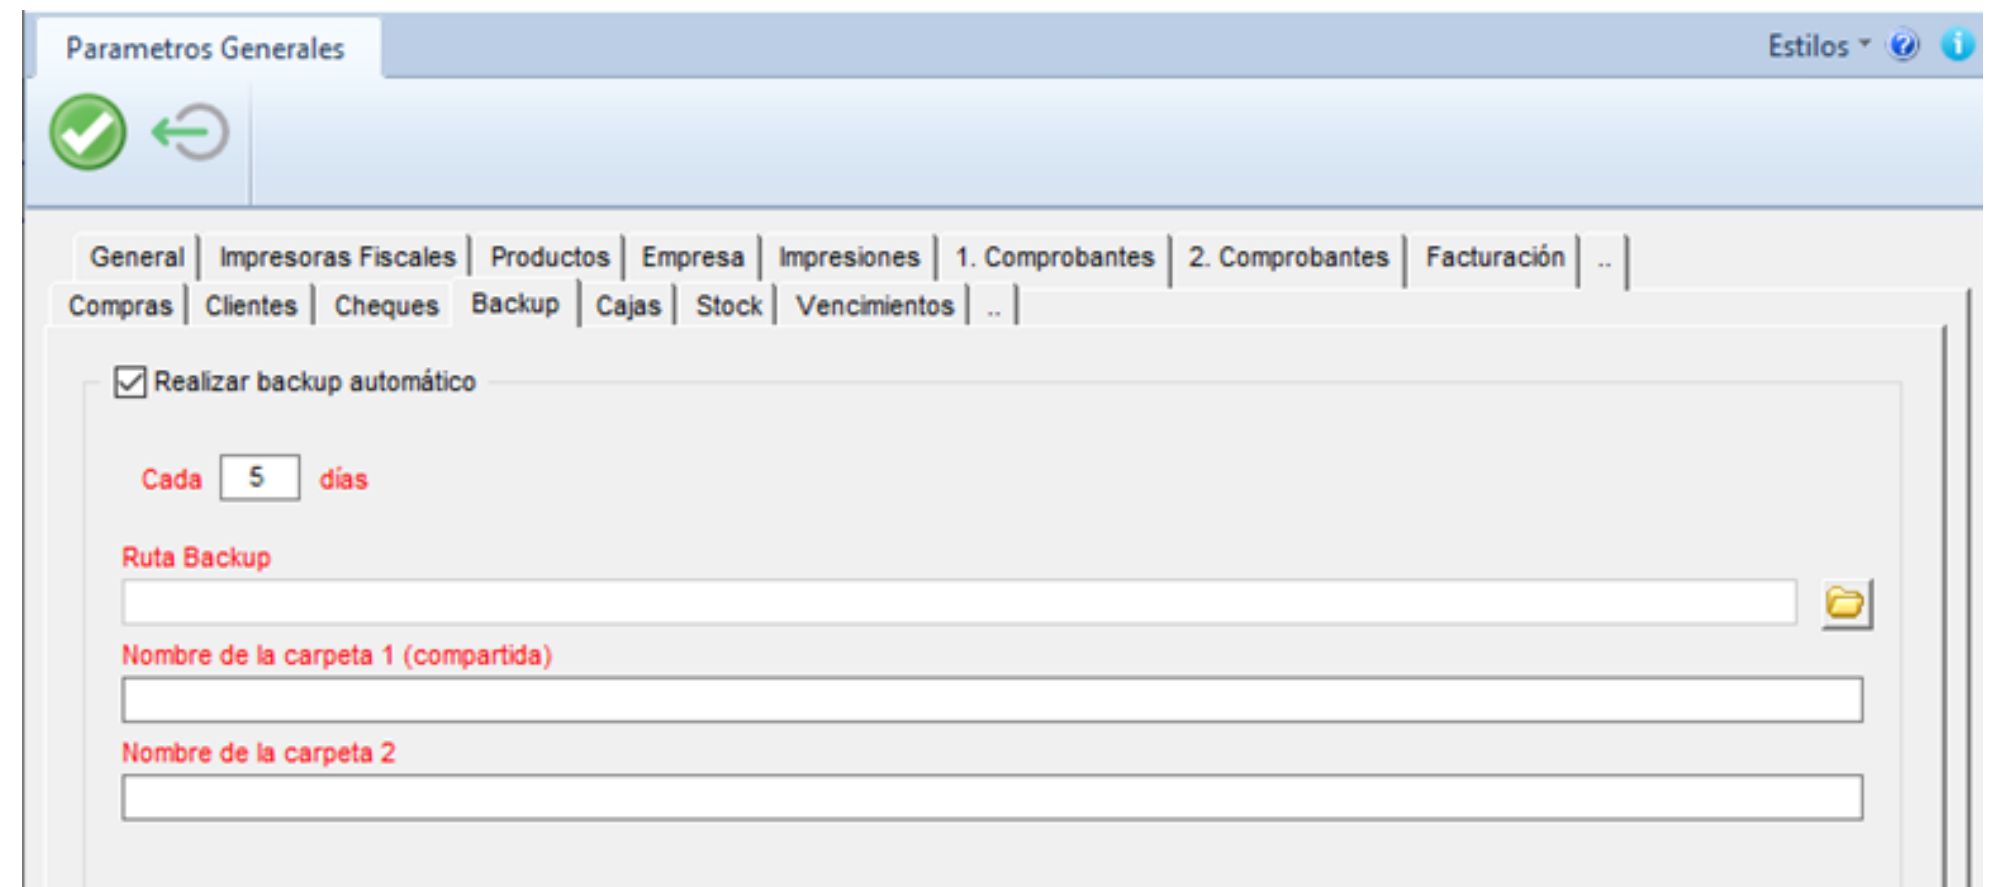 Parametros Generales Estilos
General Impresoras Fiscales Productos Empresa Impresiones 1. Comprobantes 2. Comprobantes Facturación ..
Compras Clientes Cheques Backup Cajas Stock Vencimientos ..
Realizar backup automático
Cada 5 días
Ruta Backup
Nombre de la carpeta 1 (compartida)
Nombre de la carpeta 2